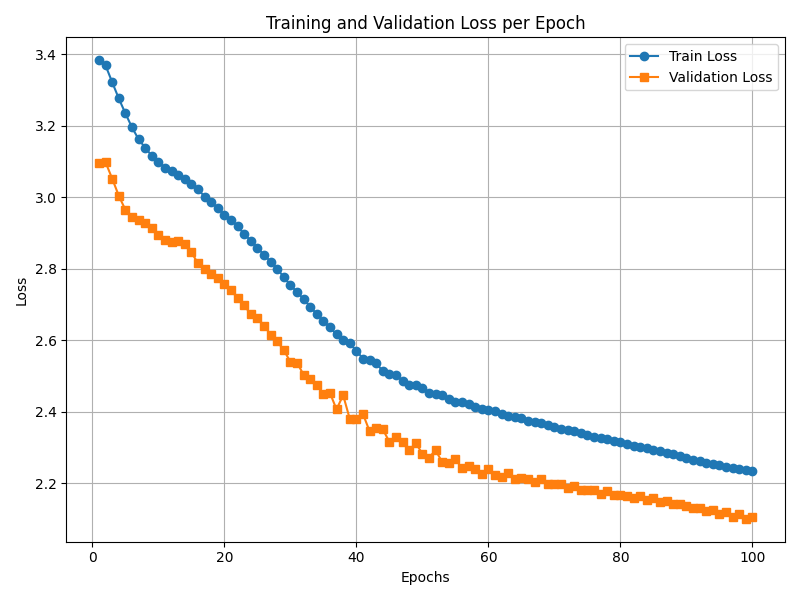 Training and Validation Loss per Epoch
Train Loss
Validation Loss
3.4
3.2
3.0
2.8
2.6
2.4
2.2
Loss
0
20
40
60
80
100
Epochs